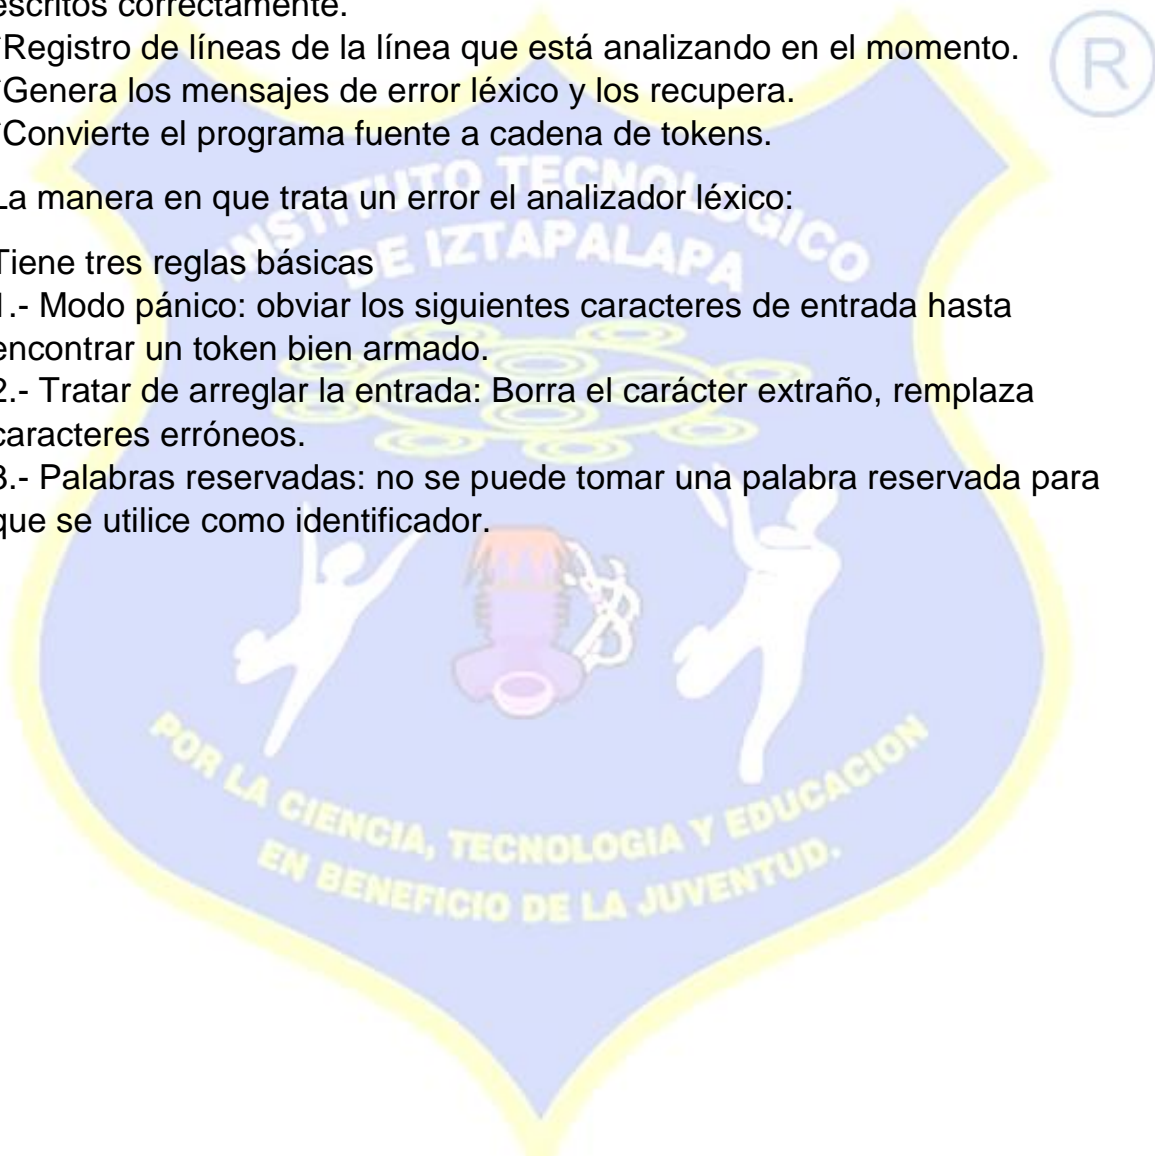 escritos correctamente.
*Registro de líneas de la línea que está analizando en el momento.
*Genera los mensajes de error léxico y los recupera.
*Convierte el programa fuente a cadena de tokens.
La manera en que trata un error el analizador léxico:
Tiene tres reglas básicas
1.- Modo pánico: obviar los siguientes caracteres de entrada hasta
encontrar un token bien armado.
2.- Tratar de arreglar la entrada: Borra el carácter extraño, remplaza
caracteres erróneos.
3.- Palabras reservadas: no se puede tomar una palabra reservada para
que se utilice como identificador.
R
INSTITUTO TECNOLOGICO
DE IZTAPALAPA
POR LA CIENCIA, TECNOLOGIA Y EDUCACION
EN BENEFICIO DE LA JUVENTUD.